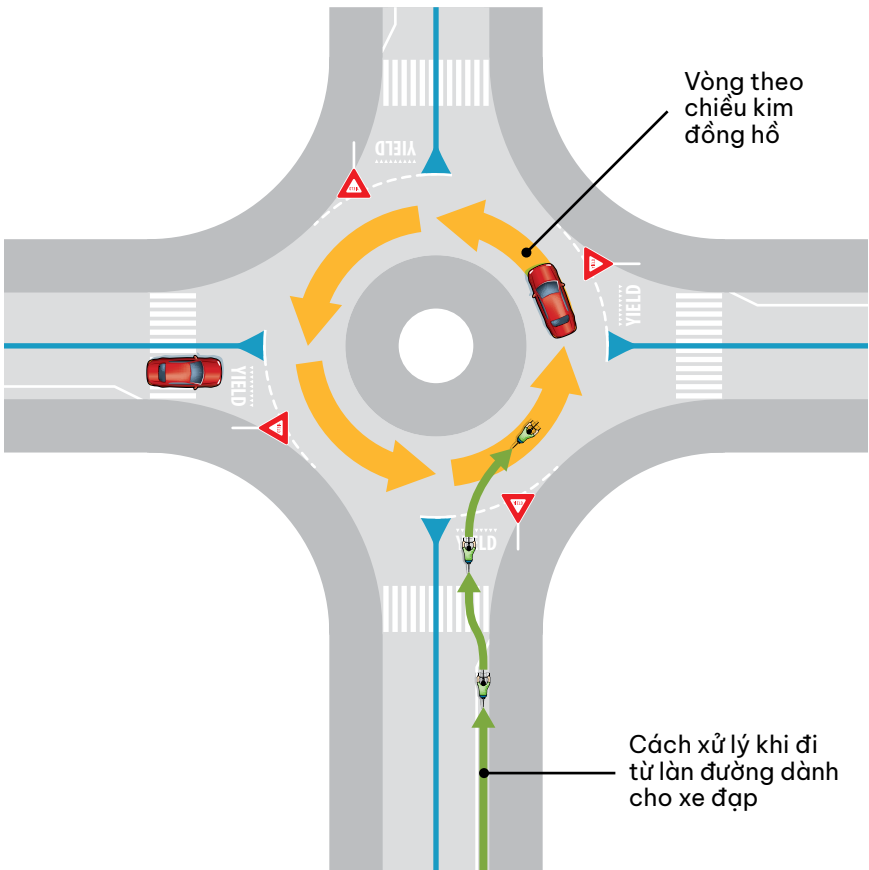 Vòng theo
chiều kim
đồng hồ
YIELD
YIELD
YIELD
YIELD
Cách xử lý khi đi
từ làn đường dành
cho xe đạp